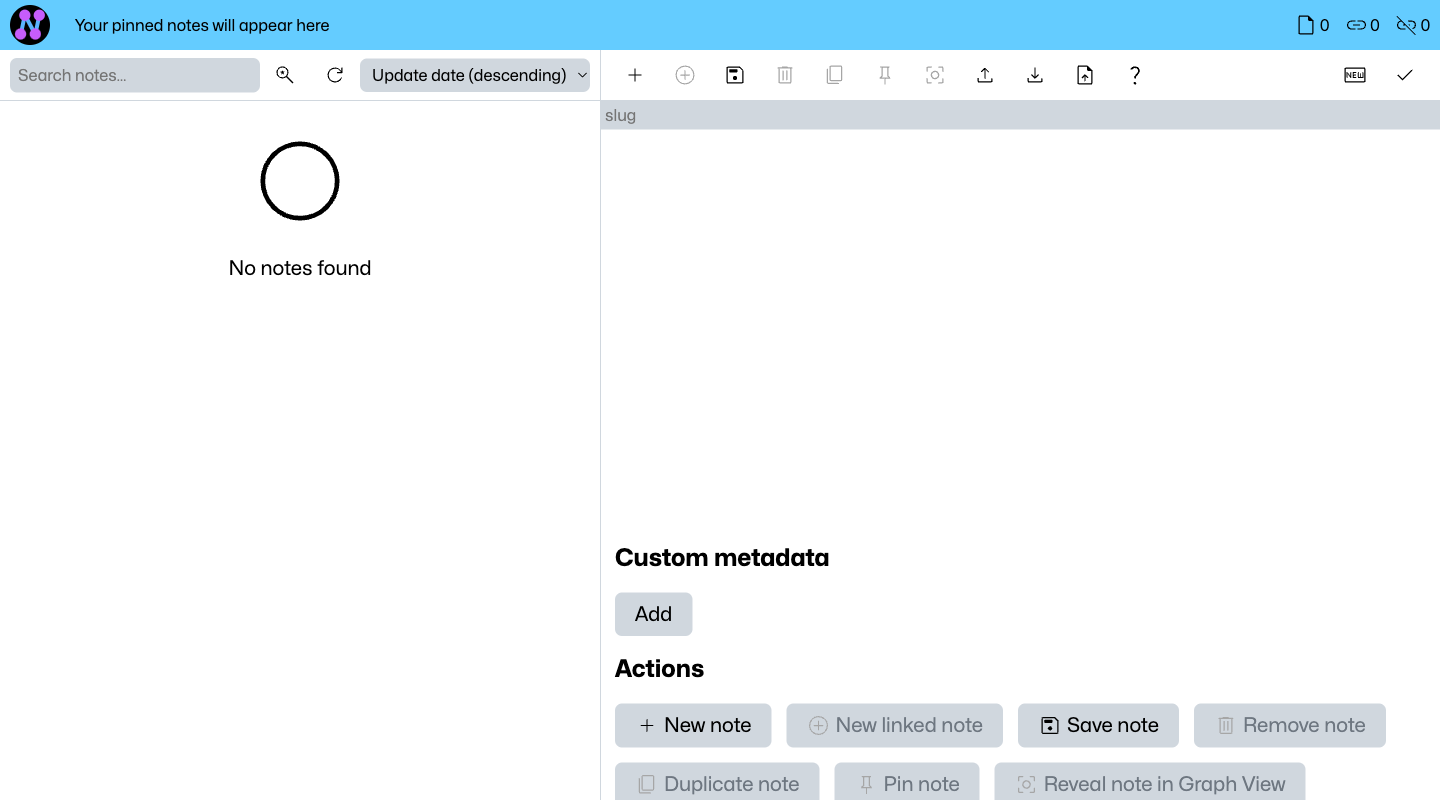 Your pinned notes will appear here
0
0
0
Search notes...
Update date (descending)
NEW
slug
No notes found
Custom metadata
Add
Actions
New note
New linked note
Save note
Remove note
Duplicate note
Pin note
Reveal note in Graph View